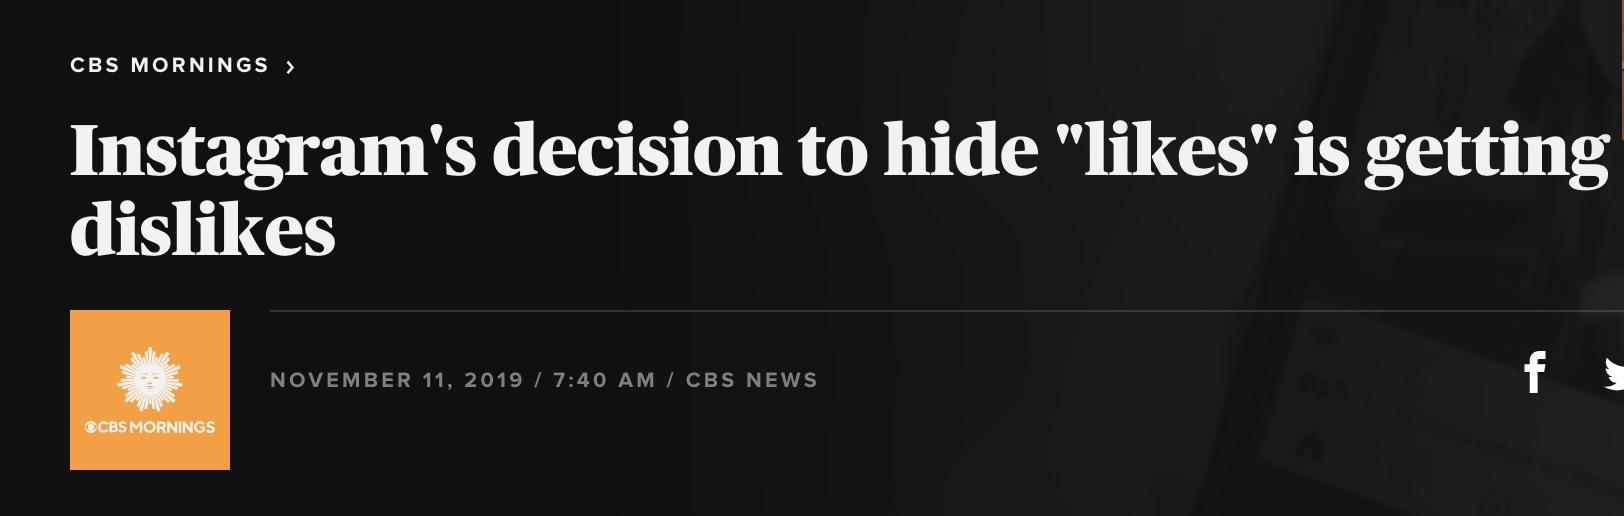 CBS MORNINGS >
Instagram's decision to hide "likes" is getting
dislikes
CBS MORNINGS
NOVEMBER 11, 2019 / 7:40 AM / CBS NEWS